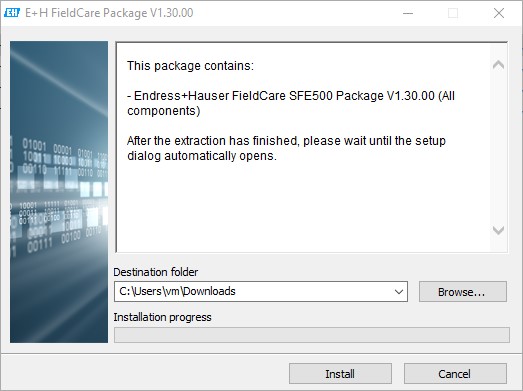 EH E+H FieldCare Package V1.30.00
This package contains:
- Endress+Hauser FieldCare SFE500 Package V1.30.00 (All
components)
After the extraction has finished, please wait until the setup
dialog automatically opens.
Destination folder
C:\Users\vm\Downloads
Browse...
Installation progress
Install
Cancel